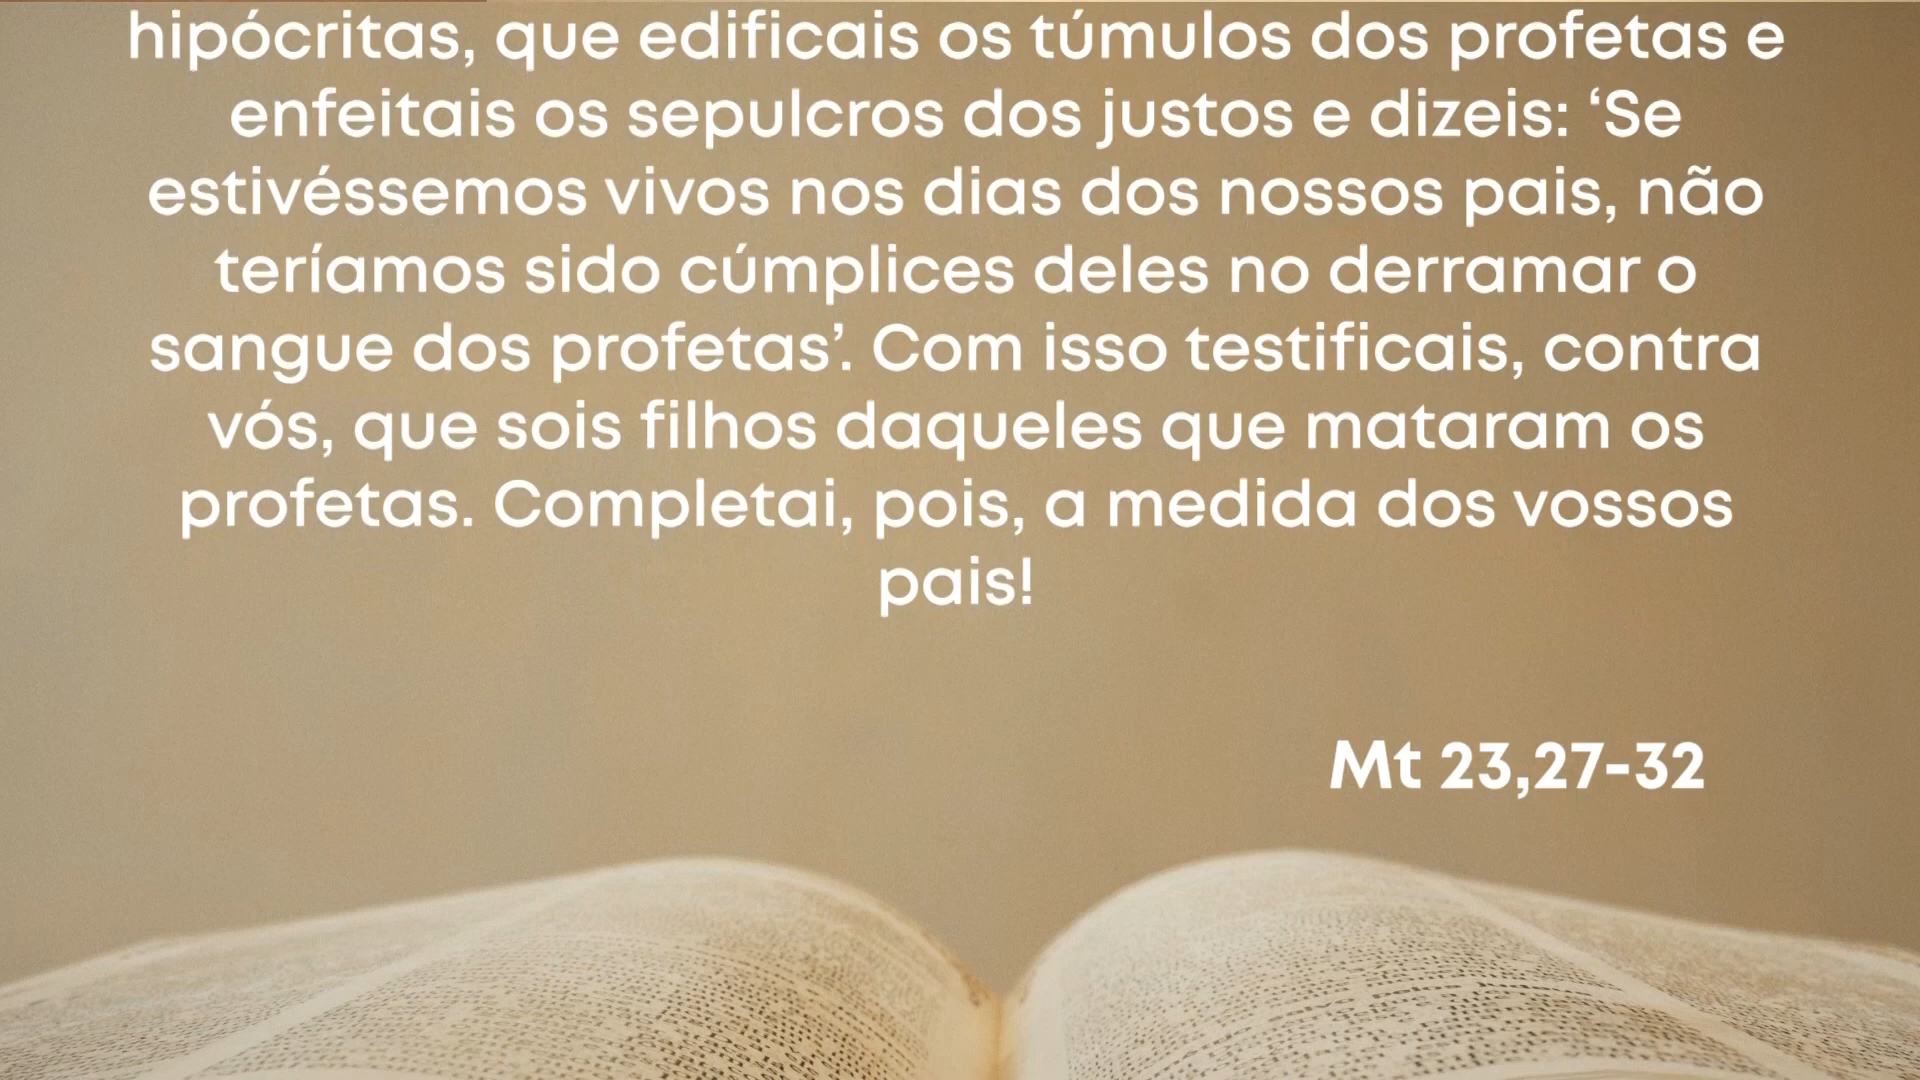 hipócritas, que edificais os túmulos dos profetas e
enfeitais os sepulcros dos justos e dizeis: ‘Se
estivéssemos vivos nos dias dos nossos pais, não
teríamos sido cúmplices deles no derramar o
sangue dos profetas’. Com isso testificais, contra
vós, que sois filhos daqueles que mataram os
profetas. Completai, pois, a medida dos vossos
pais!
Mt 23,27-32